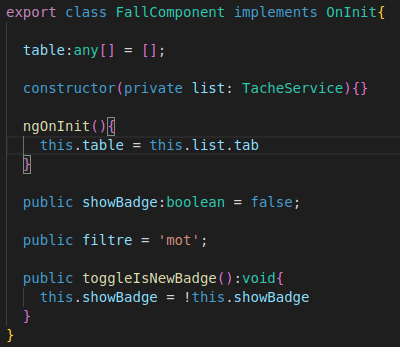 export class FallComponent implements OnInit{
table:any[] = [];
constructor(private list: TacheService){}
ngOnInit(){
this.table = this.list.tab
}
public showBadge:boolean = false;
public filtre = 'mot';
public toggleIsNewBadge():void{
this.showBadge = !this.showBadge
}
}